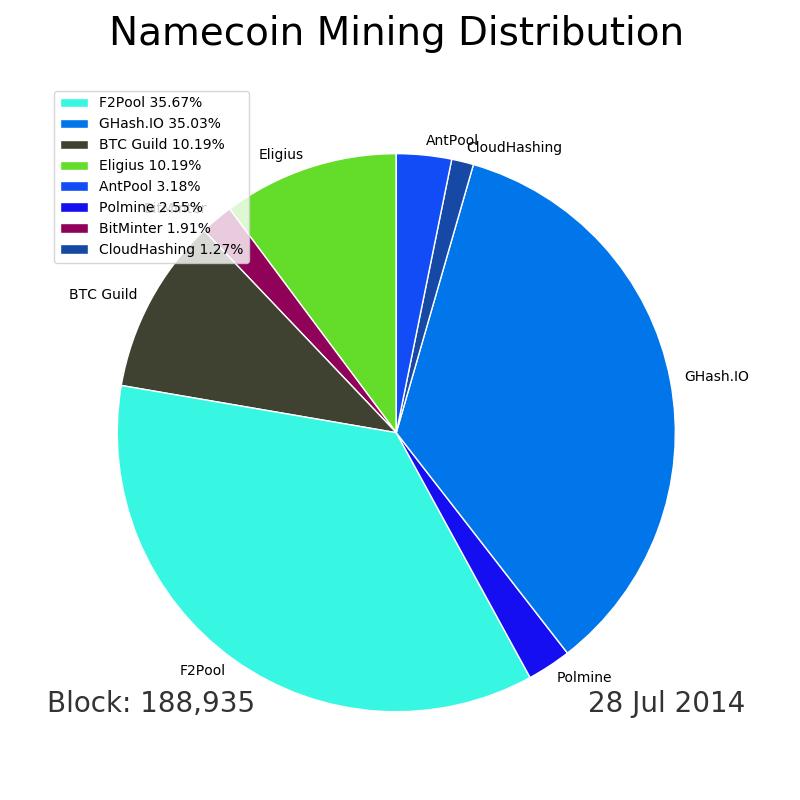 Namecoin Mining Distribution
F2Pool 35.67%
GHash.IO 35.03%
BTC Guild 10.19%
Eligius 10.19%
AntPool 3.18%
Polmine 2.55%
BitMinter 1.91%
CloudHashing 1.27%
AntPool
CloudHashing
Eligius
BitMinter
BTC Guild
GHash.IO
F2Pool
Polmine
Block: 188,935
28 Jul 2014